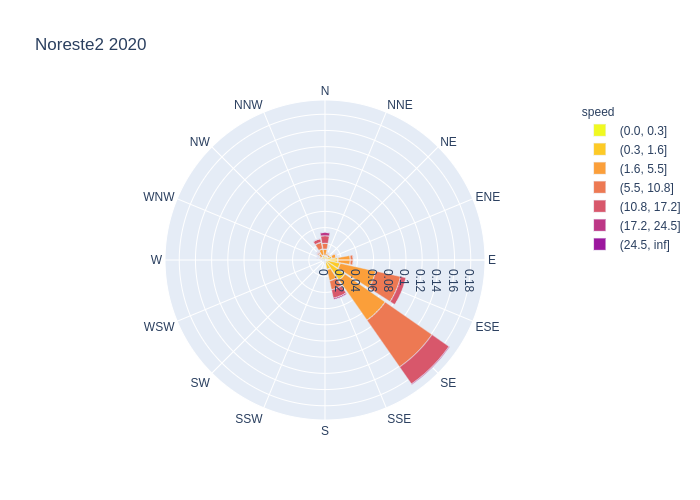 Noreste2 2020
N
NNE
NE
ENE
E
ESE
SE
SSE
S
SSW
SW
WSW
W
WNW
NW
NNW
0
0.02
0.04
0.06
0.08
0.1
0.12
0.14
0.16
0.18
speed
(0.0, 0.3]
(0.3, 1.6]
(1.6, 5.5]
(5.5, 10.8]
(10.8, 17.2]
(17.2, 24.5]
(24.5, inf]